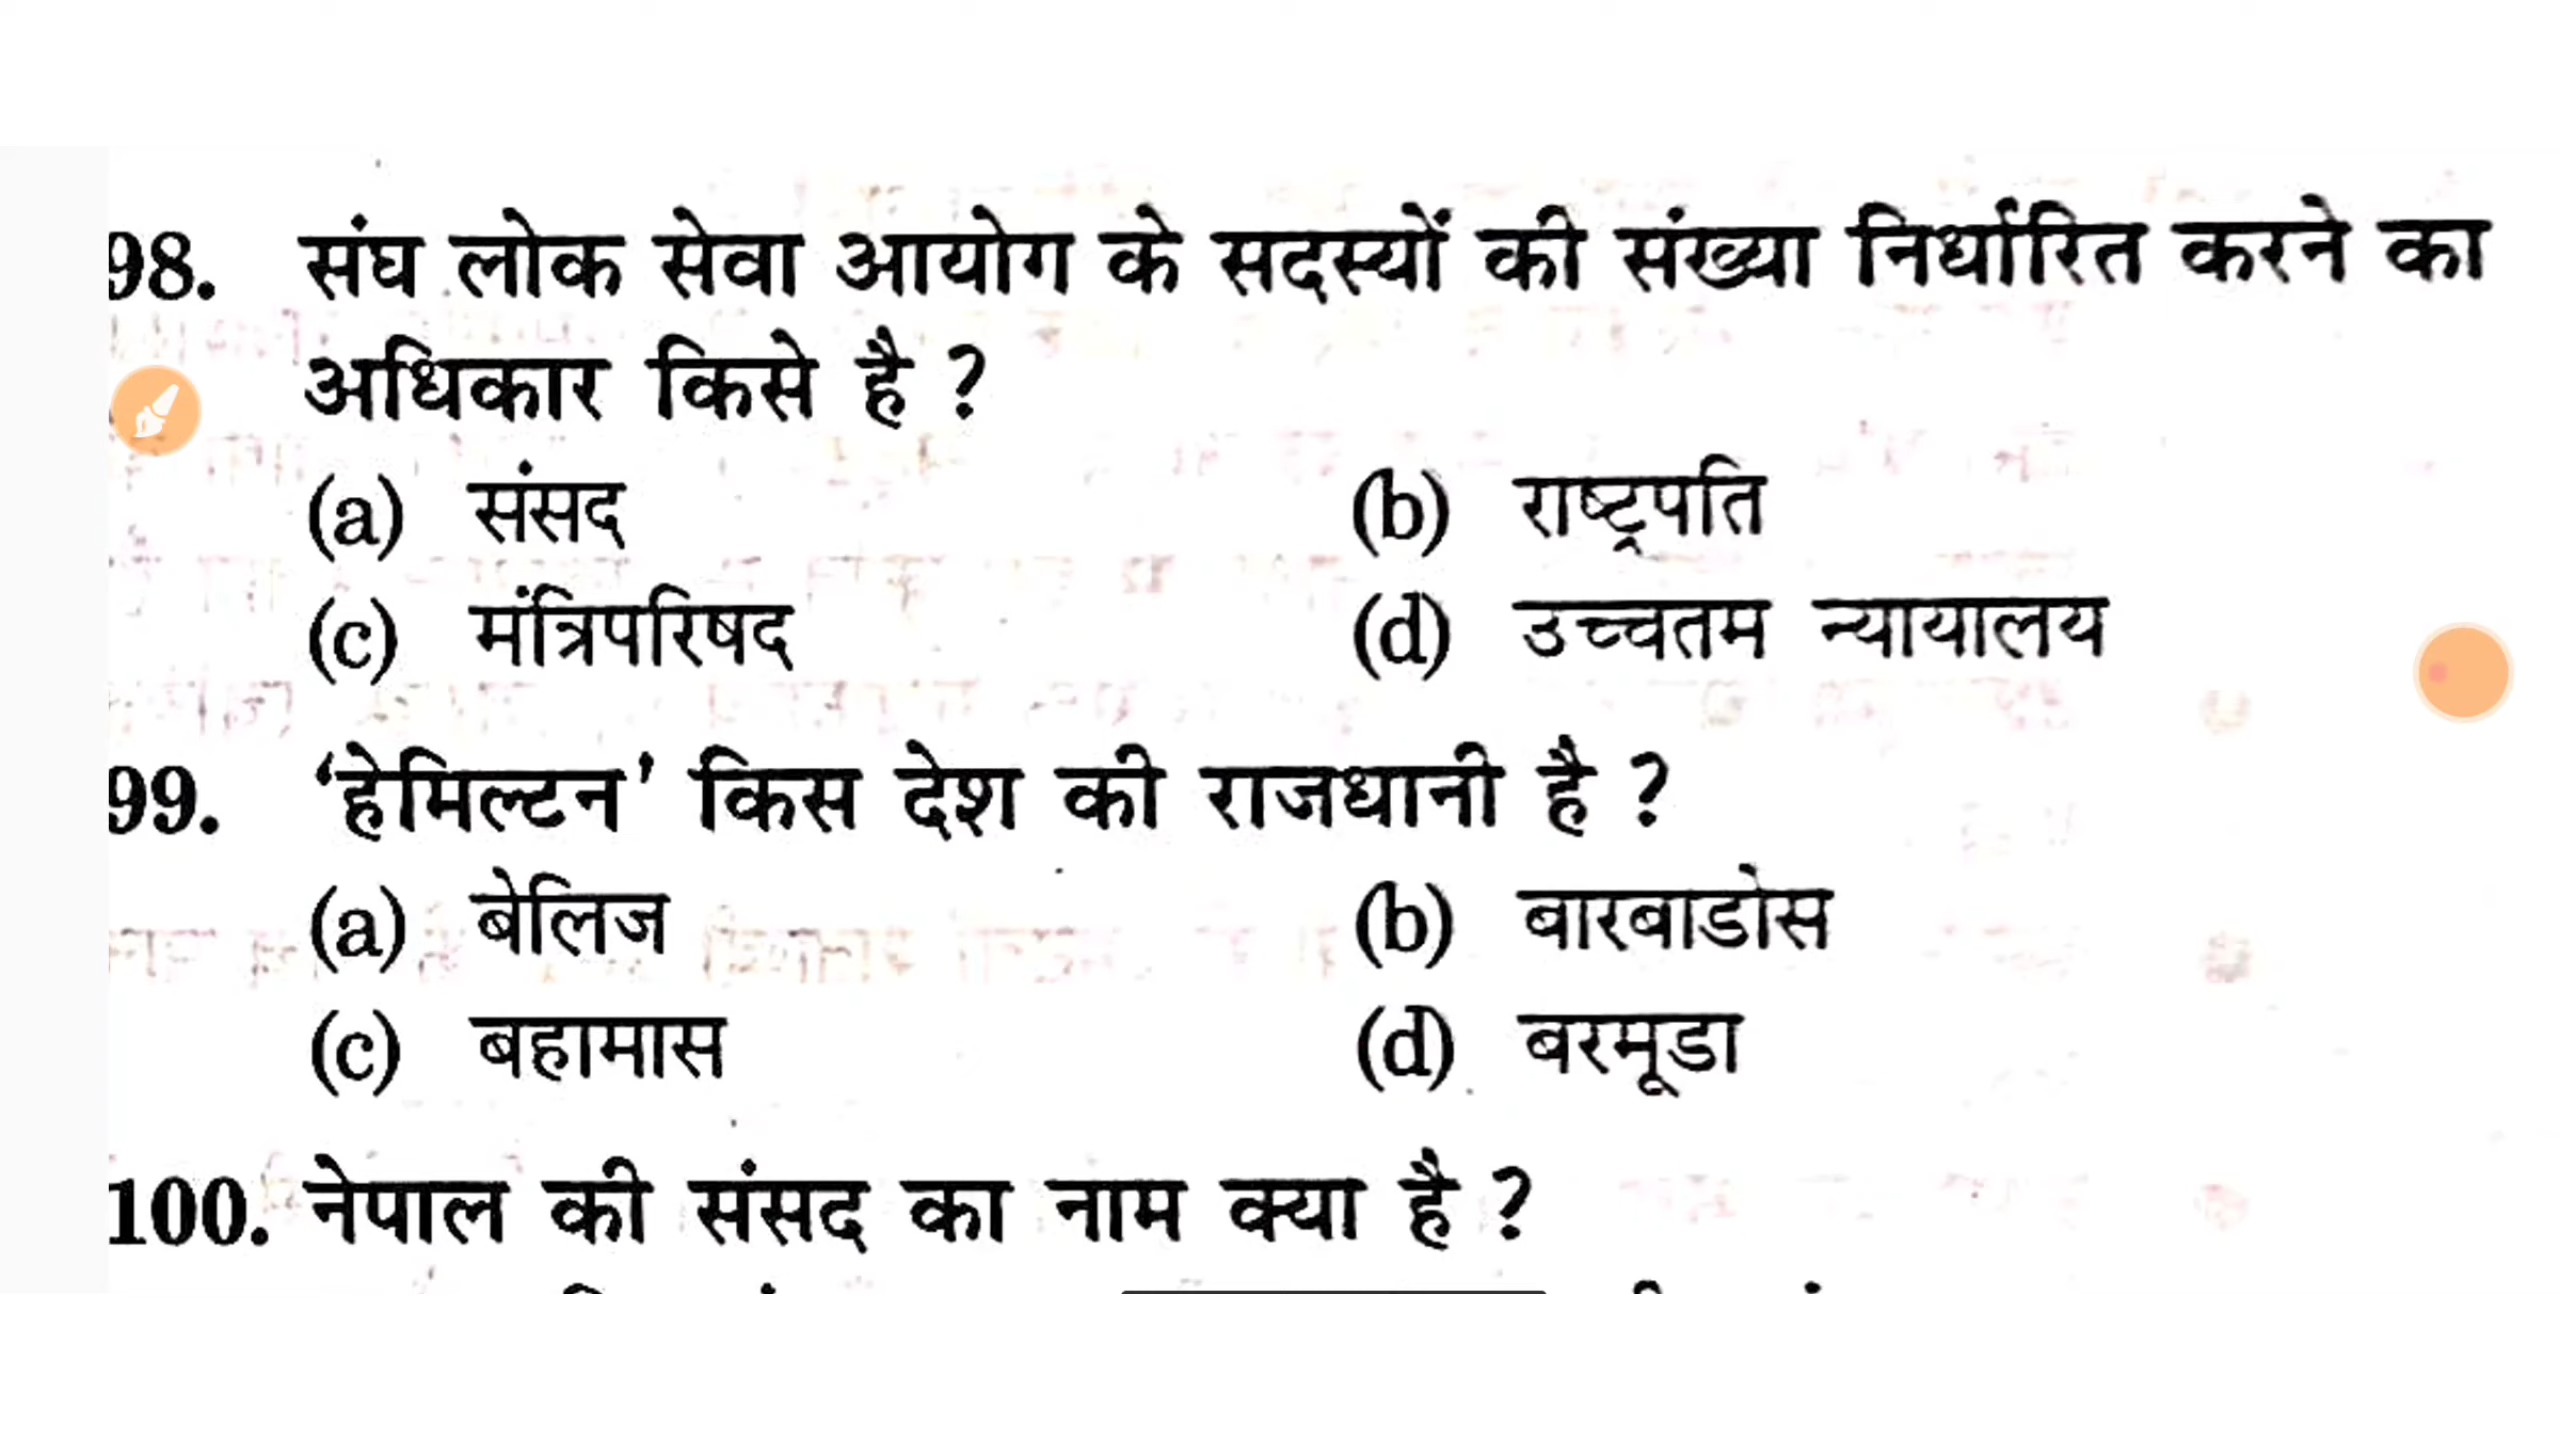 98. संघ लोक सेवा आयोग के सदस्यों की संख्या निर्धारित करने का
अधिकार किसे है ?
(a) संसद (b) राष्ट्रपति
(c) मंत्रिपरिषद (d) उच्चतम न्यायालय
99. ‘हेमिल्टन’ किस देश की राजधानी है ?
(a) बेलिज (b) बारबाडोस
(c) बहामास (d) बरमूडा
100. नेपाल की संसद का नाम क्या है ?